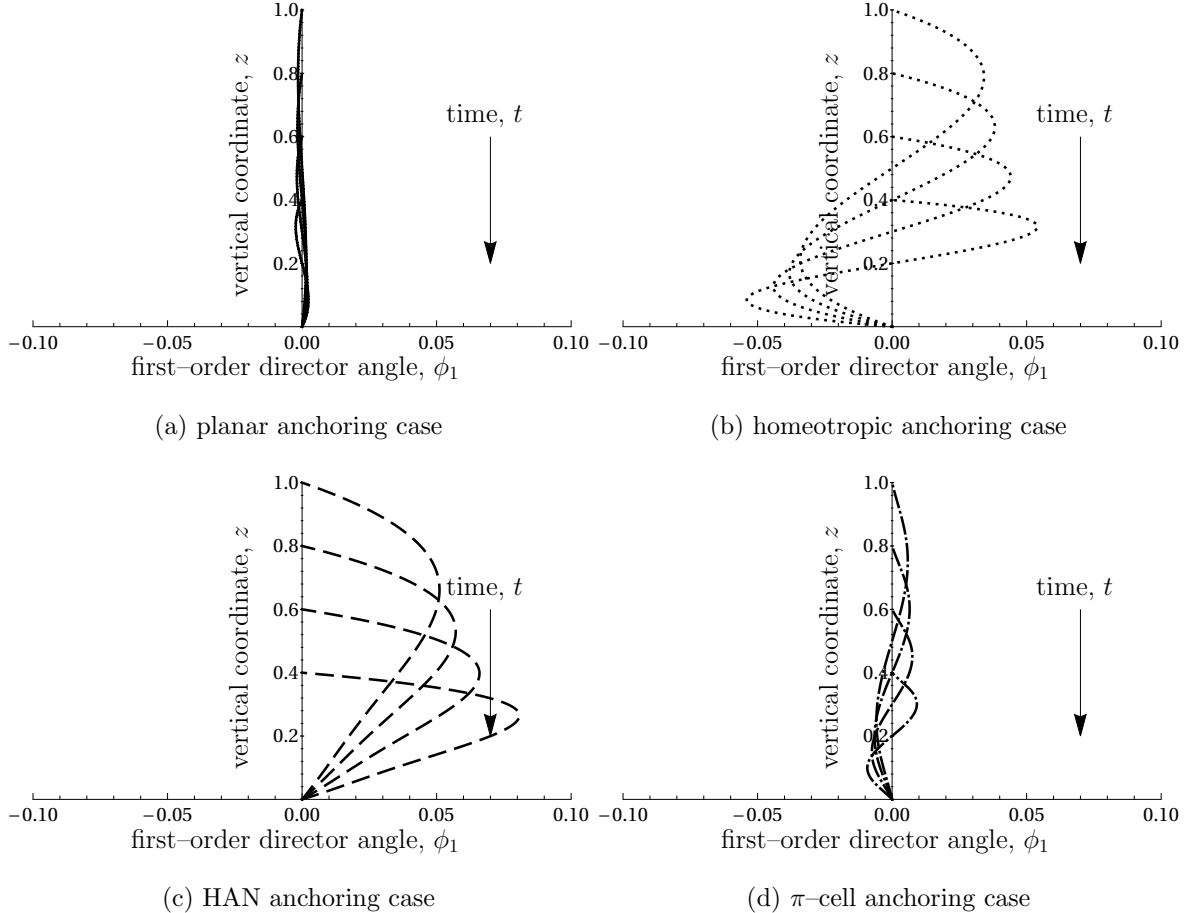 1.0
0.8
0.6
0.4
0.2
vertical coordinate, z
time, t
−0.10 −0.05 0.00 0.05 0.10
first–order director angle, ϕ₁
(a) planar anchoring case
1.0
0.8
0.6
0.4
0.2
vertical coordinate, z
time, t
−0.10 −0.05 0.00 0.05 0.10
first–order director angle, ϕ₁
(b) homeotropic anchoring case
1.0
0.8
0.6
0.4
0.2
vertical coordinate, z
time, t
−0.10 −0.05 0.00 0.05 0.10
first–order director angle, ϕ₁
(c) HAN anchoring case
1.0
0.8
0.6
0.4
0.2
vertical coordinate, z
time, t
−0.10 −0.05 0.00 0.05 0.10
first–order director angle, ϕ₁
(d) π–cell anchoring case